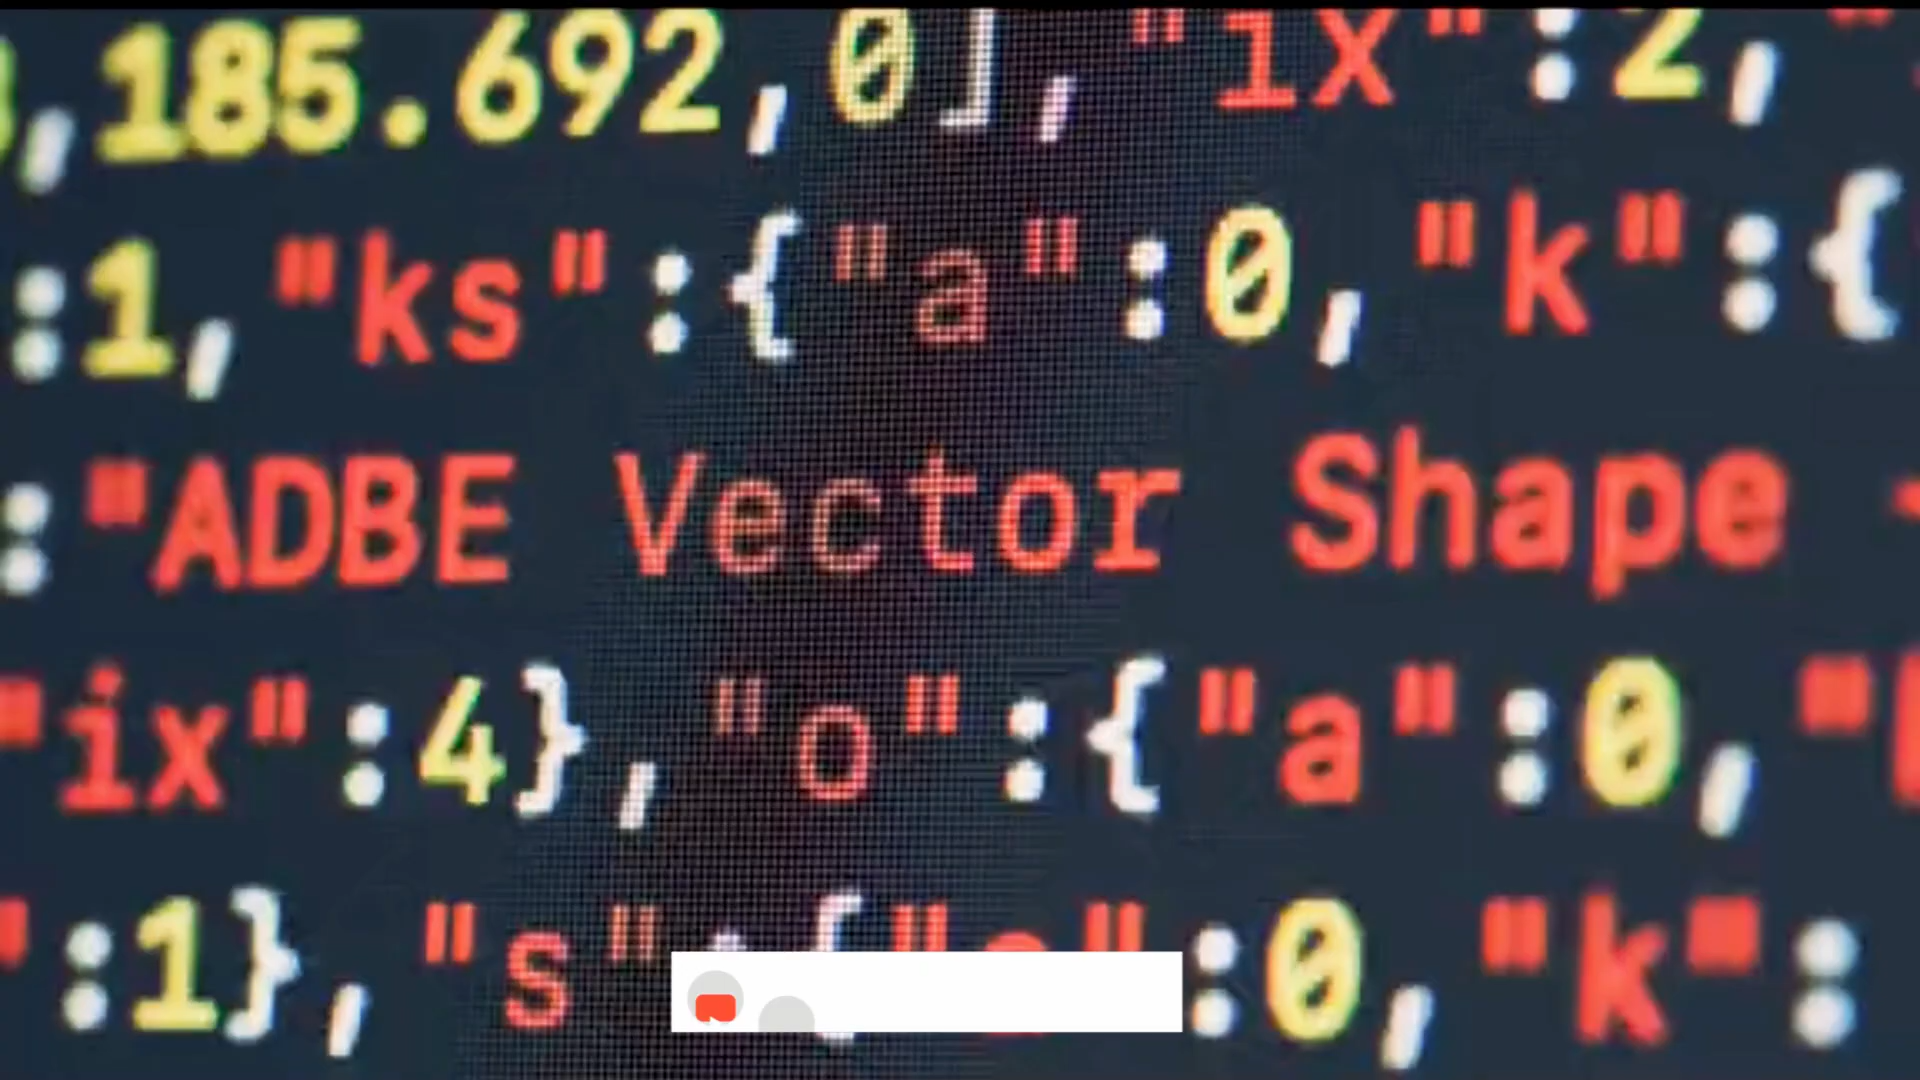 ,185.692,0],"ix":2,
:1,"ks":{"a":0,"k":{
:"ADBE Vector Shape -
"ix":4},"o":{"a":0,"
":1},"s":{"a":0,"k":